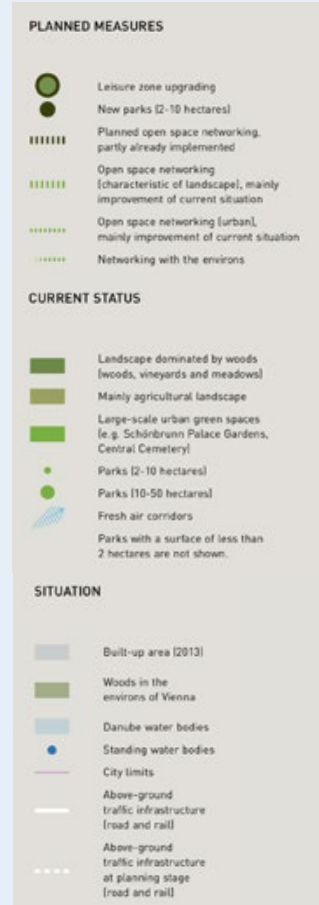 PLANNED MEASURES
Leisure zone upgrading
New parks (2-10 hectares)
Planned open space networking,
partly already implemented
Open space networking
(characteristic of landscape), mainly
improvement of current situation
Open space networking (urban),
mainly improvement of current situation
Networking with the environs
CURRENT STATUS
Landscape dominated by woods
(woods, vineyards and meadows)
Mainly agricultural landscape
Large-scale urban green spaces
(e.g. Schönbrunn Palace Gardens,
Central Cemetery)
Parks (2-10 hectares)
Parks (10-50 hectares)
Fresh air corridors
Parks with a surface of less than
2 hectares are not shown.
SITUATION
Built-up area (2013)
Woods in the
environs of Vienna
Danube water bodies
Standing water bodies
City limits
Above-ground
traffic infrastructure
(road and rail)
Above-ground
traffic infrastructure
at planning stage
(road and rail)